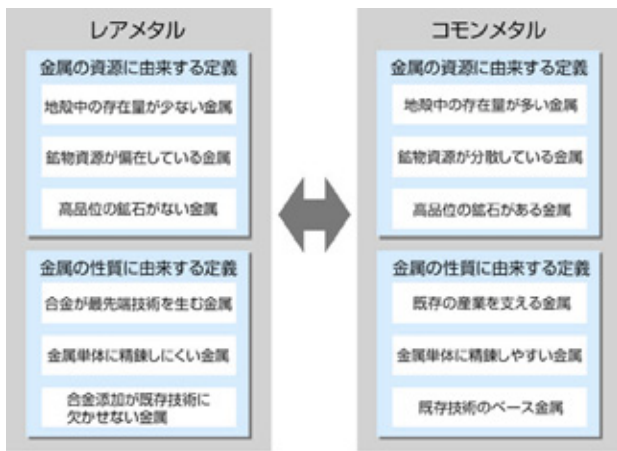 レアメタル
金属の資源に由来する定義
地殻中の存在量が少ない金属
鉱物資源が偏在している金属
高品位の鉱石がない金属
金属の性質に由来する定義
合金が最先端技術を生む金属
金属単体に精錬しにくい金属
合金添加が既存技術に
欠かせない金属
コモンメタル
金属の資源に由来する定義
地殻中の存在量が多い金属
鉱物資源が分散している金属
高品位の鉱石がある金属
金属の性質に由来する定義
既存の産業を支える金属
金属単体に精錬しやすい金属
既存技術のベース金属